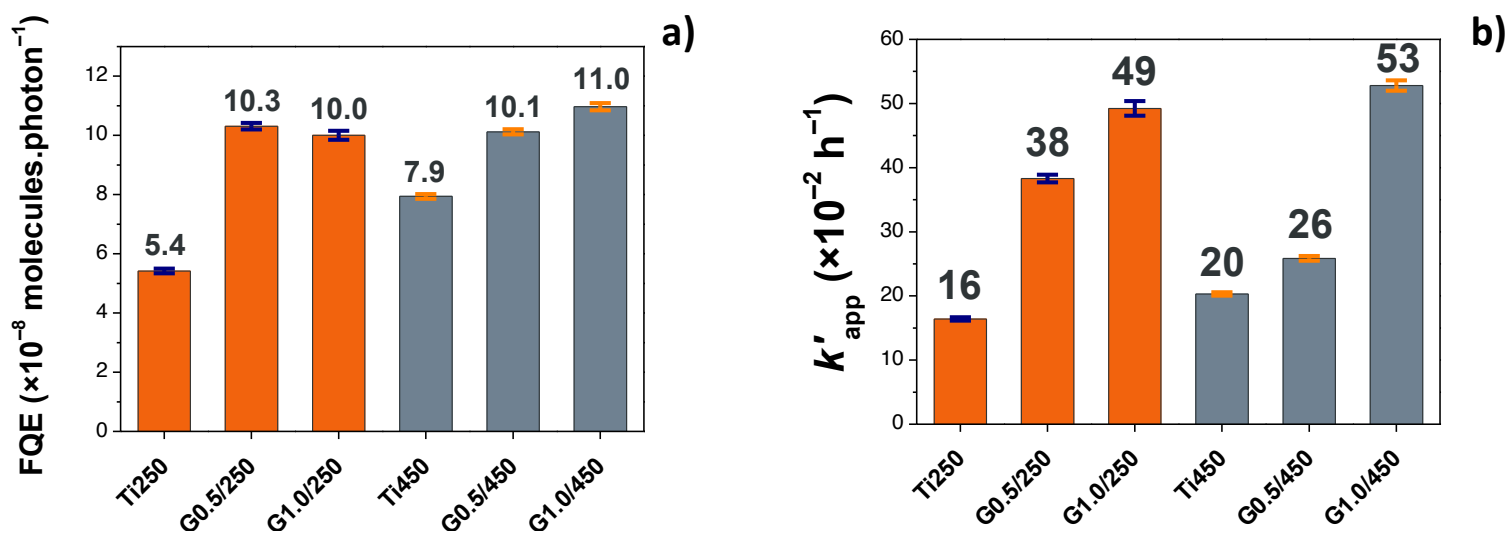 a)
FQE (×10⁻⁸ molecules.photon⁻¹)
12
10
8
6
4
2
0
5.4
10.3
10.0
7.9
10.1
11.0
Ti250
G0.5/250
G1.0/250
Ti450
G0.5/450
G1.0/450
b)
k′app (×10⁻² h⁻¹)
60
50
40
30
20
10
0
16
38
49
20
26
53
Ti250
G0.5/250
G1.0/250
Ti450
G0.5/450
G1.0/450